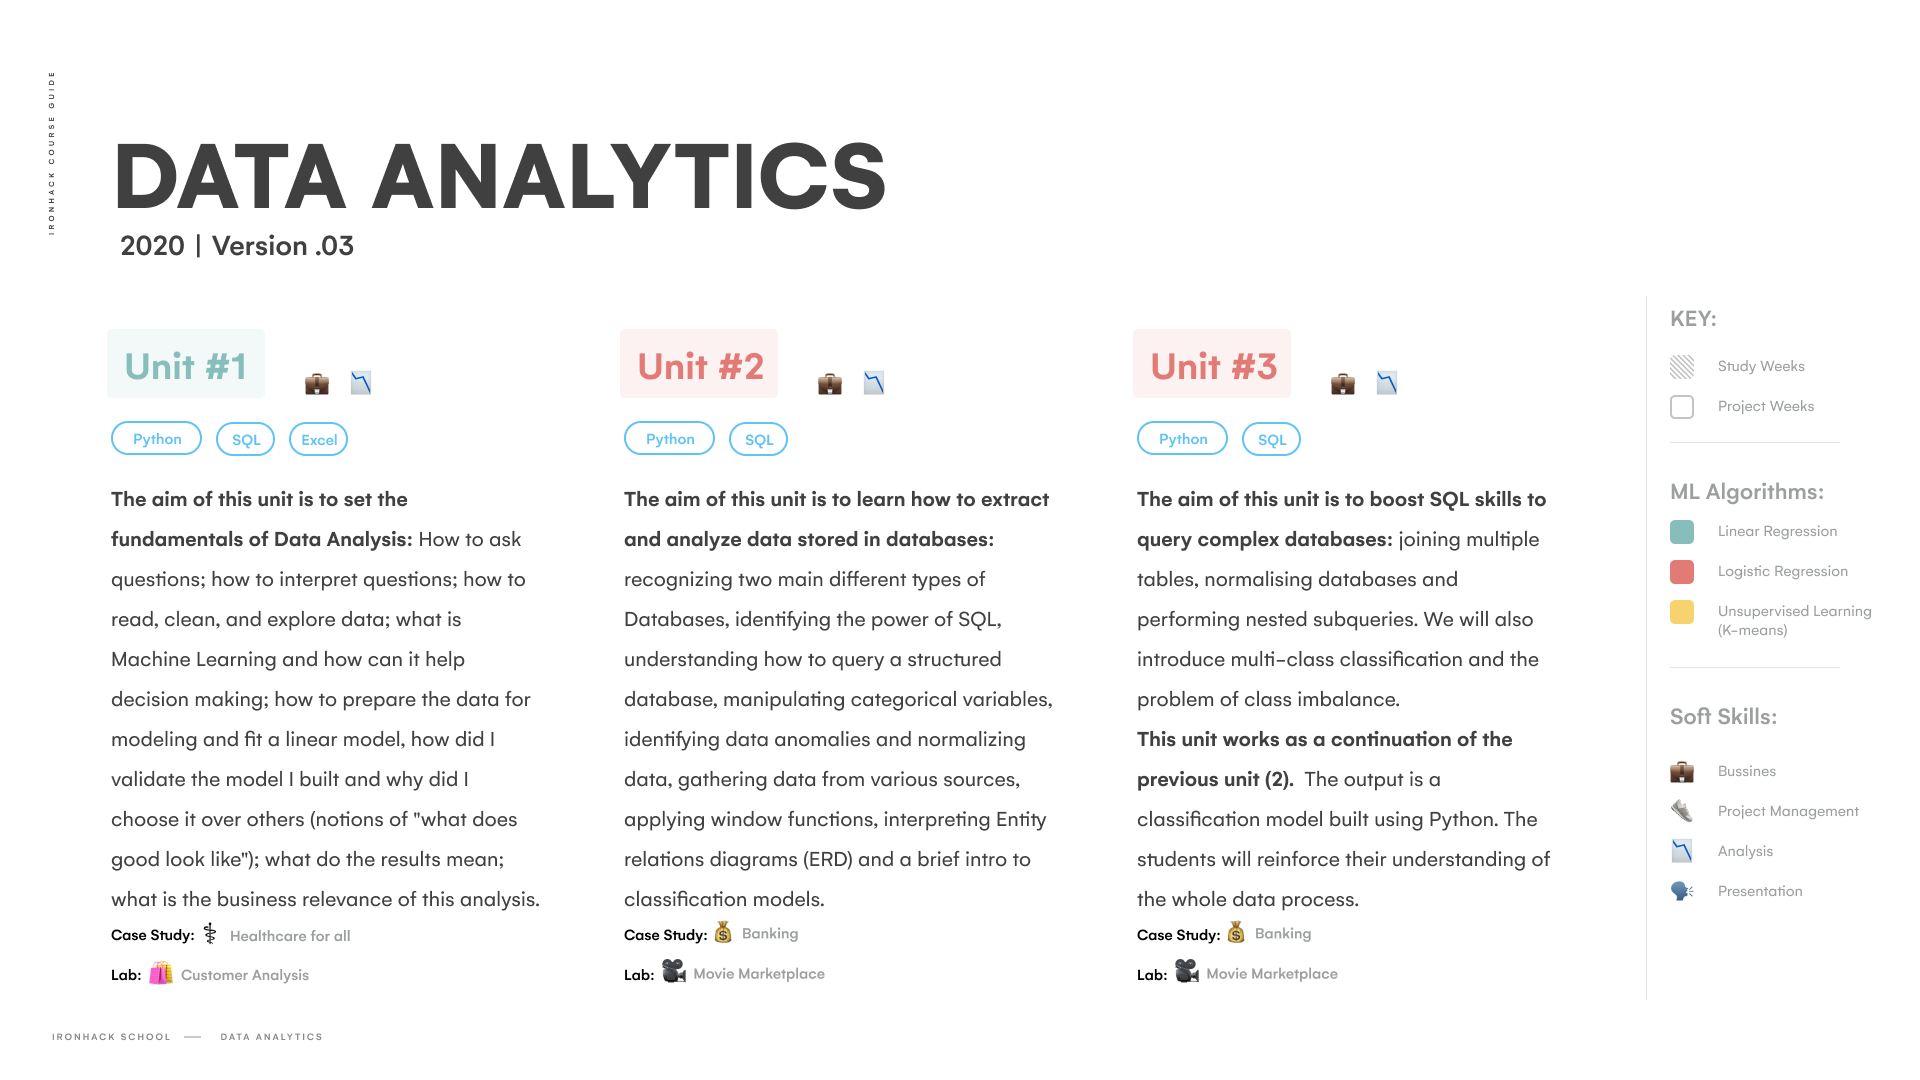 IRONHACK COURSE GUIDE
DATA ANALYTICS
2020 | Version .03
Unit #1
Python SQL Excel
The aim of this unit is to set the
fundamentals of Data Analysis: How to ask
questions; how to interpret questions; how to
read, clean, and explore data; what is
Machine Learning and how can it help
decision making; how to prepare the data for
modeling and fit a linear model, how did I
validate the model I built and why did I
choose it over others (notions of "what does
good look like"); what do the results mean;
what is the business relevance of this analysis.
Case Study: Healthcare for all
Lab: Customer Analysis
Unit #2
Python SQL
The aim of this unit is to learn how to extract
and analyze data stored in databases:
recognizing two main different types of
Databases, identifying the power of SQL,
understanding how to query a structured
database, manipulating categorical variables,
identifying data anomalies and normalizing
data, gathering data from various sources,
applying window functions, interpreting Entity
relations diagrams (ERD) and a brief intro to
classification models.
Case Study: Banking
Lab: Movie Marketplace
Unit #3
Python SQL
The aim of this unit is to boost SQL skills to
query complex databases: joining multiple
tables, normalising databases and
performing nested subqueries. We will also
introduce multi-class classification and the
problem of class imbalance.
This unit works as a continuation of the
previous unit (2). The output is a
classification model built using Python. The
students will reinforce their understanding of
the whole data process.
Case Study: Banking
Lab: Movie Marketplace
KEY:
Study Weeks
Project Weeks
ML Algorithms:
Linear Regression
Logistic Regression
Unsupervised Learning
(K-means)
Soft Skills:
Bussines
Project Management
Analysis
Presentation
IRONHACK SCHOOL — DATA ANALYTICS